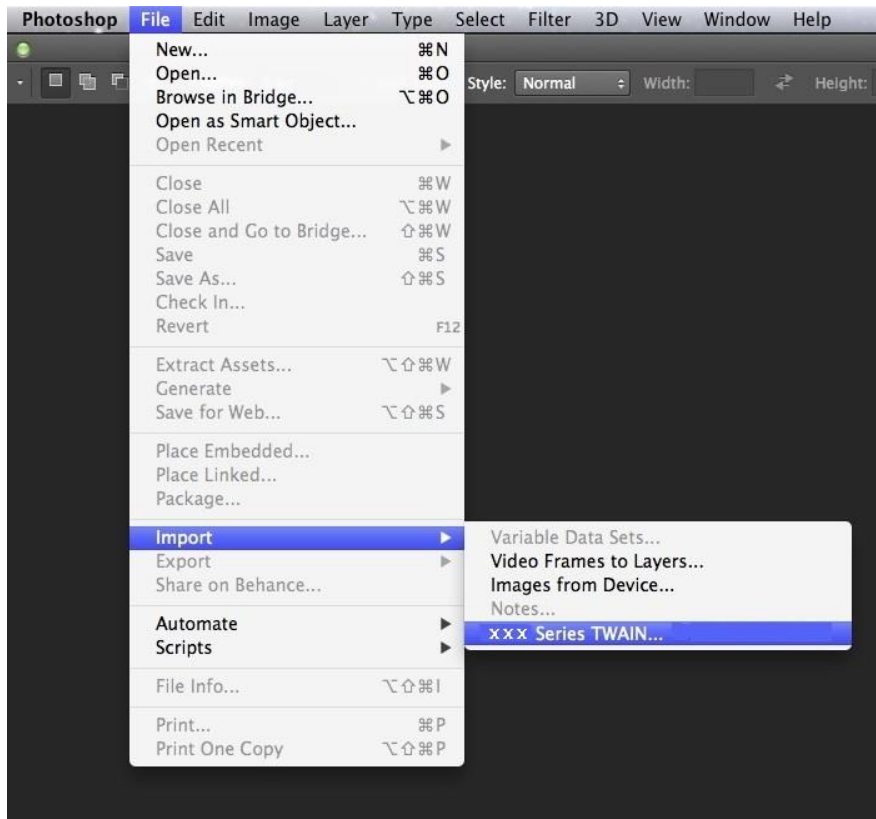 Photoshop File Edit Image Layer Type Select Filter 3D View Window Help
Style: Normal Width: Height:
New... ⌘N
Open... ⌘O
Browse in Bridge... ⌥⌘O
Open as Smart Object...
Open Recent ▶
Close ⌘W
Close All ⌥⌘W
Close and Go to Bridge... ⇧⌘W
Save ⌘S
Save As... ⇧⌘S
Check In...
Revert F12
Extract Assets... ⌥⇧⌘W
Generate ▶
Save for Web... ⌥⇧⌘S
Place Embedded...
Place Linked...
Package...
Import ▶
Export ▶
Share on Behance...
Automate ▶
Scripts ▶
File Info... ⌥⇧⌘I
Print... ⌘P
Print One Copy ⌥⇧⌘P
Variable Data Sets...
Video Frames to Layers...
Images from Device...
Notes...
xxx Series TWAIN...